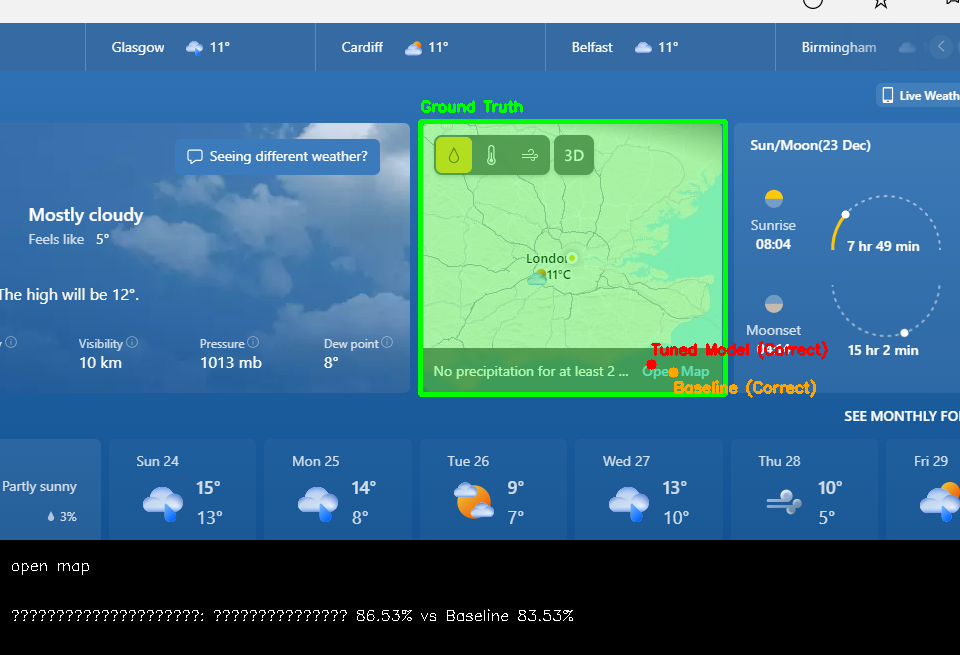 Glasgow 11° Cardiff 11° Belfast 11° Birmingham
Live Weath
Ground Truth
Seeing different weather?
3D
Sun/Moon(23 Dec)
Mostly cloudy
Feels like 5°
Sunrise
08:04
7 hr 49 min
London
11°C
The high will be 12°.
Moonset
15 hr 2 min
Visibility
10 km
Pressure
1013 mb
Dew point
8°
Tuned Model (Correct)
No precipitation for at least 2 ... Open Map
Baseline (Correct)
SEE MONTHLY FO
Partly sunny
3%
Sun 24
15°
13°
Mon 25
14°
8°
Tue 26
9°
7°
Wed 27
13°
10°
Thu 28
10°
5°
Fri 29
open map
?????????????????????: ??????????????? 86.53% vs Baseline 83.53%